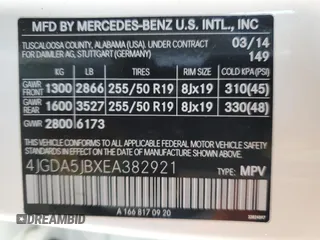 MFD BY MERCEDES-BENZ U.S. INTL., INC
TUSCALOOSA COUNTY, ALABAMA (USA), UNDER CONTRACT 03/14
FOR DAIMLER AG, STUTTGART (GERMANY) 149
KG LB TIRE SIZE RIM SIZE COLD KPA (PSI)
GAWR FRONT 1300 2866 255/50 R19 8Jx19 310(45)
GAWR REAR 1600 3527 255/50 R19 8Jx19 330(48)
GVWR 2800 6173
THIS VEHICLE CONFORMS TO ALL APPLICABLE FEDERAL MOTOR VEHICLE SAFETY STANDARDS IN EFFECT ON THE DATE OF MANUFACTURE SHOWN ABOVE.
4JGDA5JBXEA382921 TYPE: MPV
A 166 817 09 20
© DREAMBID